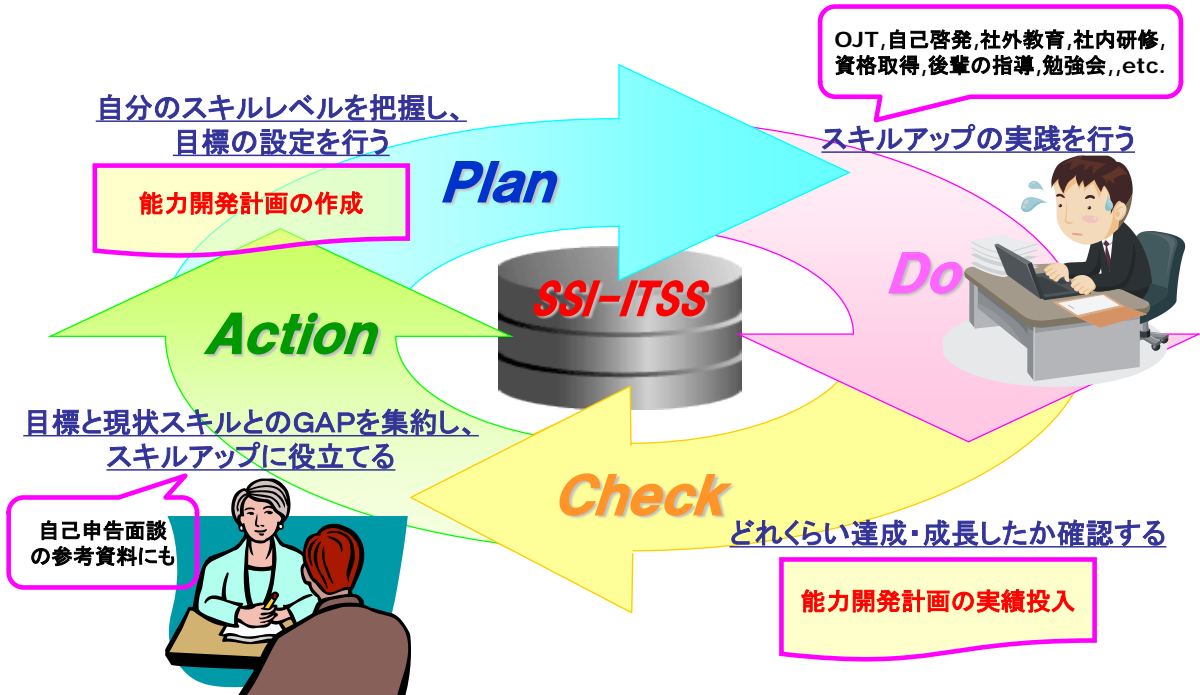 OJT,自己啓発,社外教育,社内研修,
資格取得,後輩の指導,勉強会,,etc.
自分のスキルレベルを把握し、
目標の設定を行う
能力開発計画の作成
Plan
スキルアップの実践を行う
Do
SSI-ITSS
Action
目標と現状スキルとのGAPを集約し、
スキルアップに役立てる
自己申告面談
の参考資料にも
Check
どれくらい達成・成長したか確認する
能力開発計画の実績投入